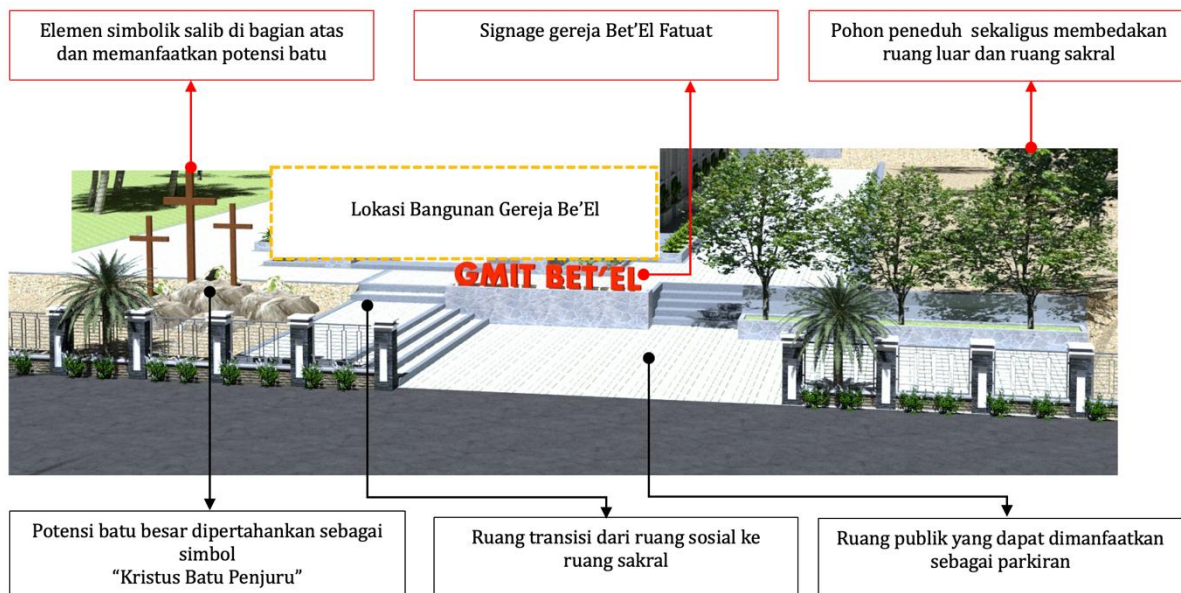 Elemen simbolik salib di bagian atas
dan memanfaatkan potensi batu
Signage gereja Bet'El Fatuat
Pohon peneduh sekaligus membedakan
ruang luar dan ruang sakral
Lokasi Bangunan Gereja Be'El
GMIT BET'EL
Potensi batu besar dipertahankan sebagai
simbol
“Kristus Batu Penjuru”
Ruang transisi dari ruang sosial ke
ruang sakral
Ruang publik yang dapat dimanfaatkan
sebagai parkiran